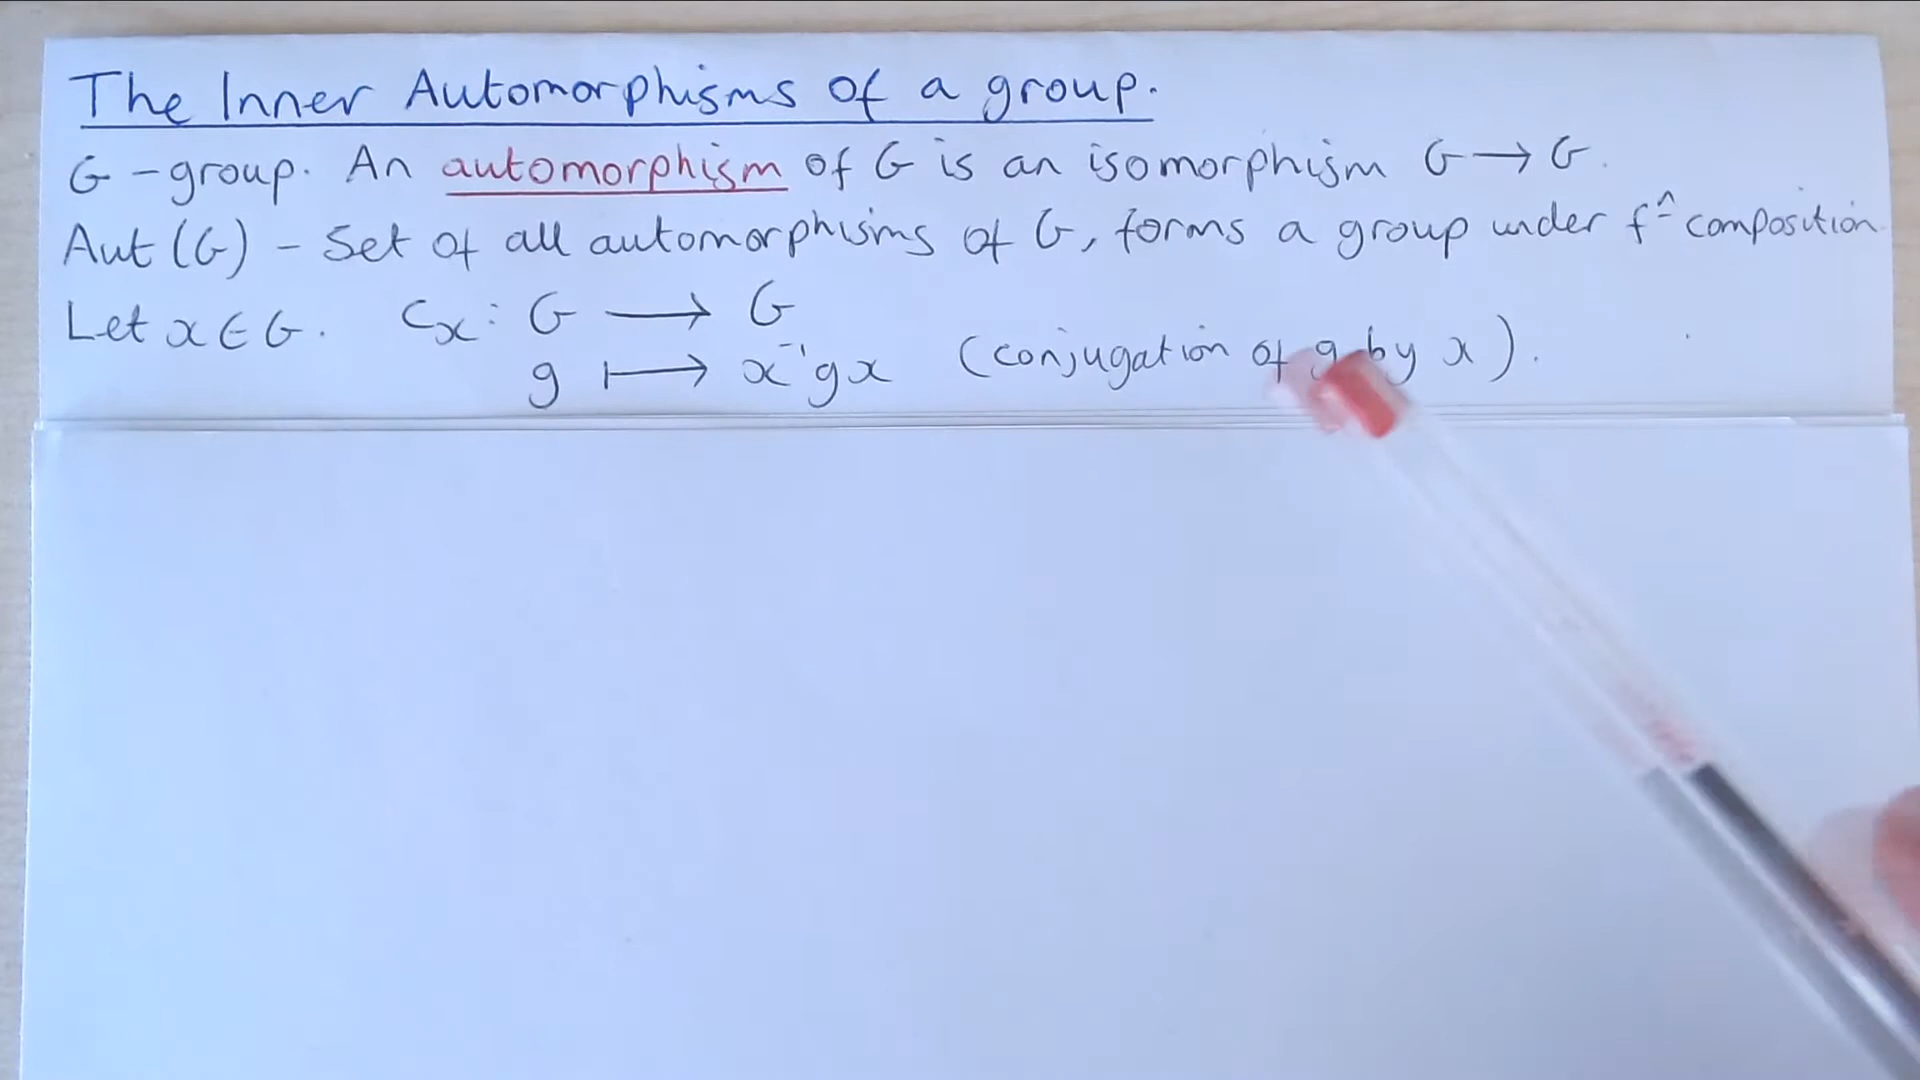 The Inner Automorphisms of a group.
G - group. An automorphism of G is an isomorphism G → G.
Aut (G) - Set of all automorphisms of G, forms a group under fⁿ composition.
Let x ∈ G. Cₓ : G ⟶ G
g ⟼ x⁻¹gx (conjugation of g by x).